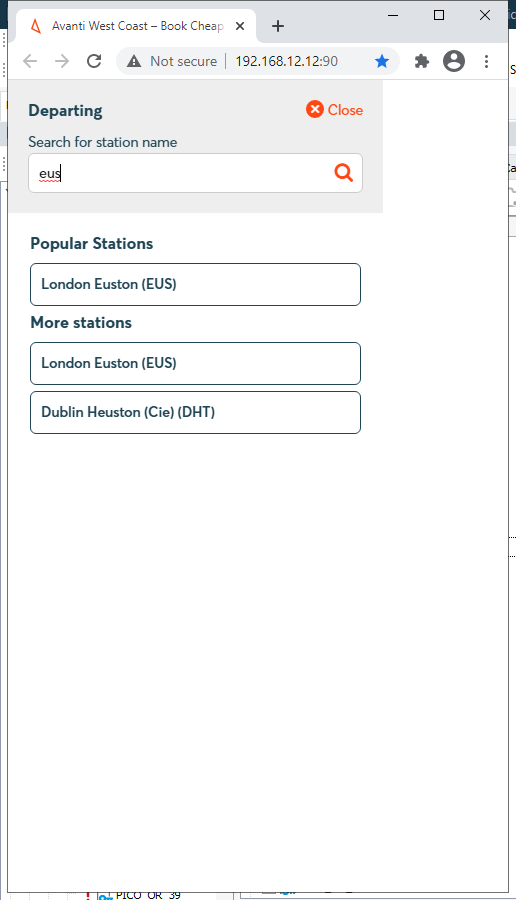 Avanti West Coast – Book Cheap
Not secure
192.168.12.12:90
Departing
Close
Search for station name
eus
Popular Stations
London Euston (EUS)
More stations
London Euston (EUS)
Dublin Heuston (Cie) (DHT)
PICO_OR_39